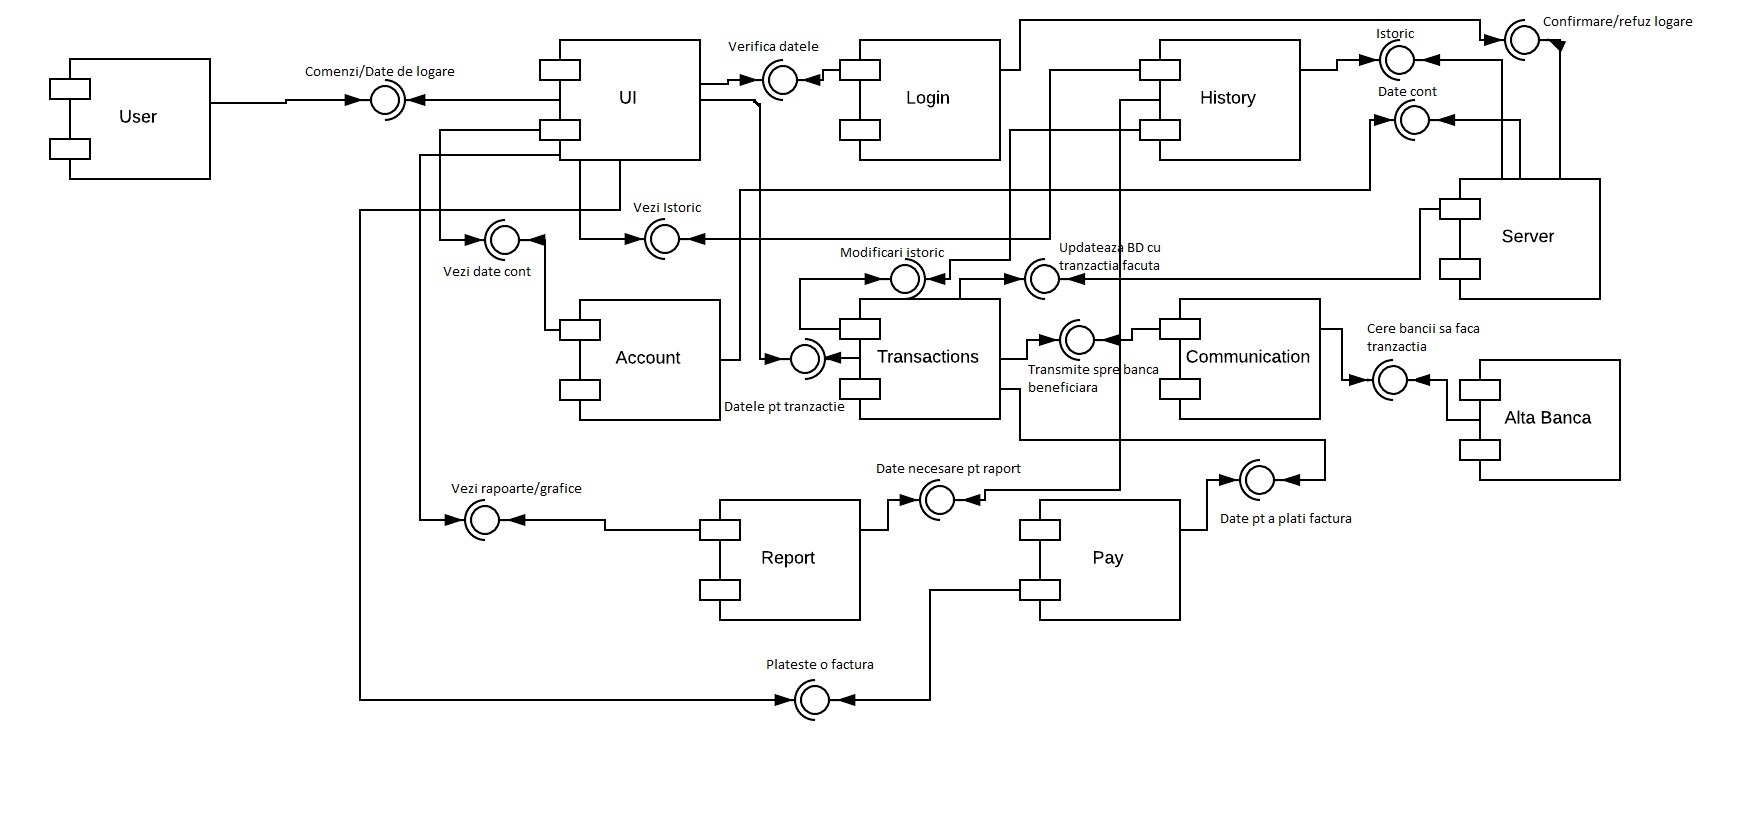 Confirmare/refuz logare
Istoric
Verifica datele
Comenzi/Date de logare
Date cont
User
UI
Login
History
Vezi Istoric
Server
Vezi date cont
Modificari istoric
Updateaza BD cu
tranzactia facuta
Cere bancii sa faca
tranzactia
Account
Transactions
Communication
Transmite spre banca
beneficiara
Datele pt tranzactie
Alta Banca
Date necesare pt raport
Vezi rapoarte/grafice
Date pt a plati factura
Report
Pay
Plateste o factura